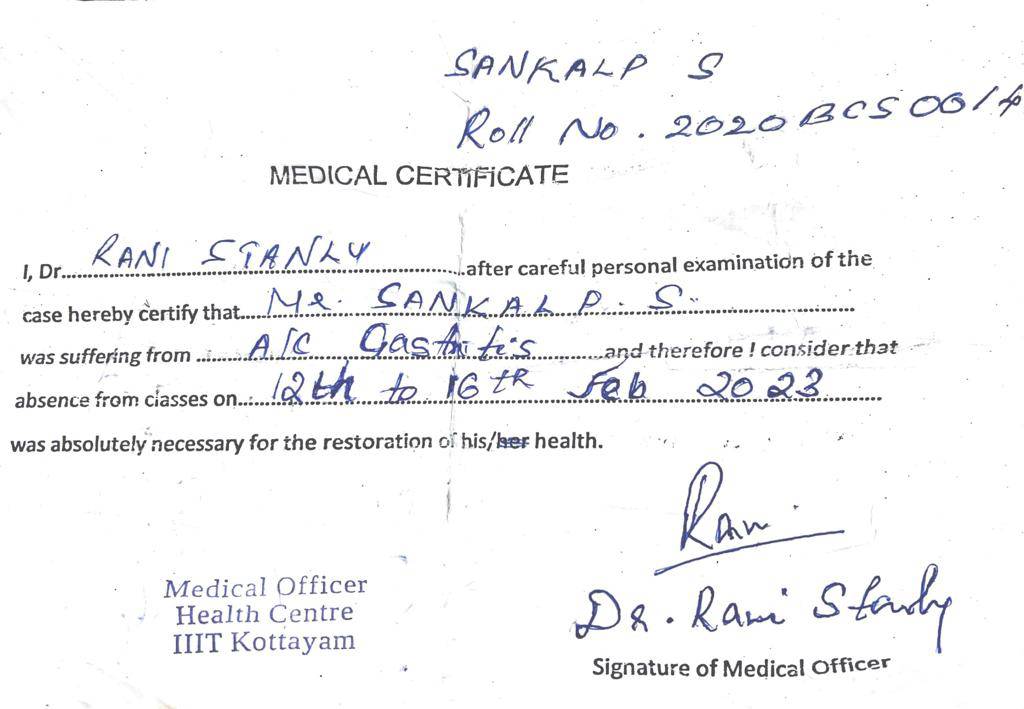 SANKALP S
Roll No. 2020BCS0014
MEDICAL CERTIFICATE
I, Dr....RANI STANLY....after careful personal examination of the
case hereby certify that....Mr. SANKALP. S....
was suffering from ....A/C Gastritis....and therefore I consider that
absence from classes on....12th to 16th Feb 2023....
was absolutely necessary for the restoration of his/her health.
Rani
Dr. Rani Stanly
Medical Officer
Health Centre
IIIT Kottayam
Signature of Medical Officer